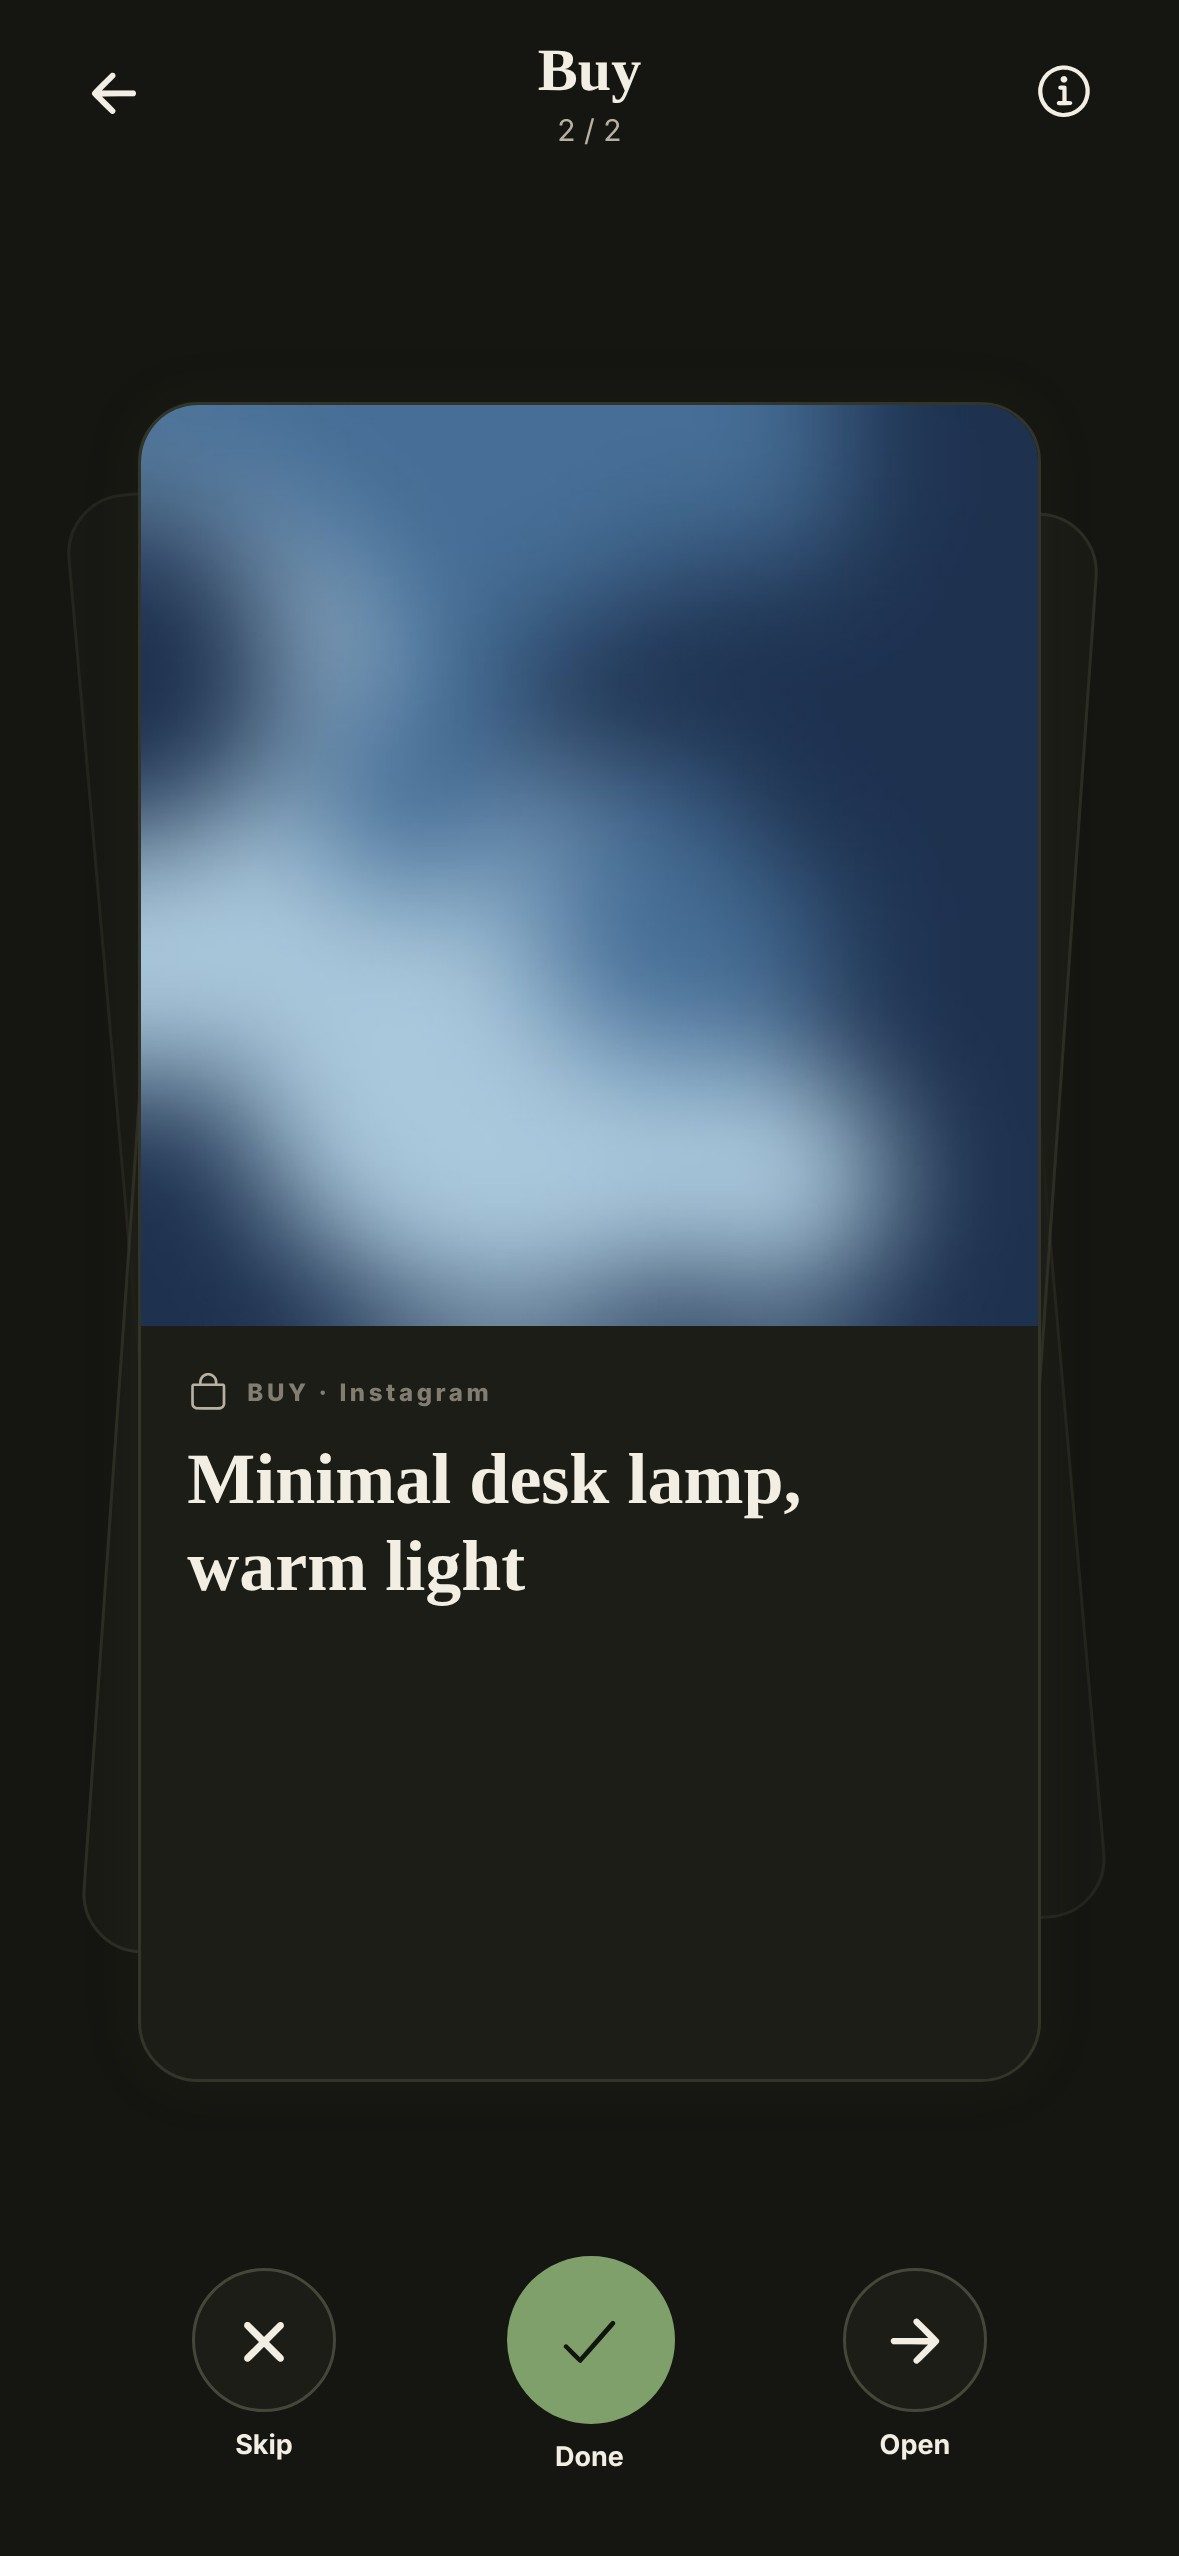 Buy
2 / 2
BUY · Instagram
Minimal desk lamp,
warm light
Skip
Done
Open